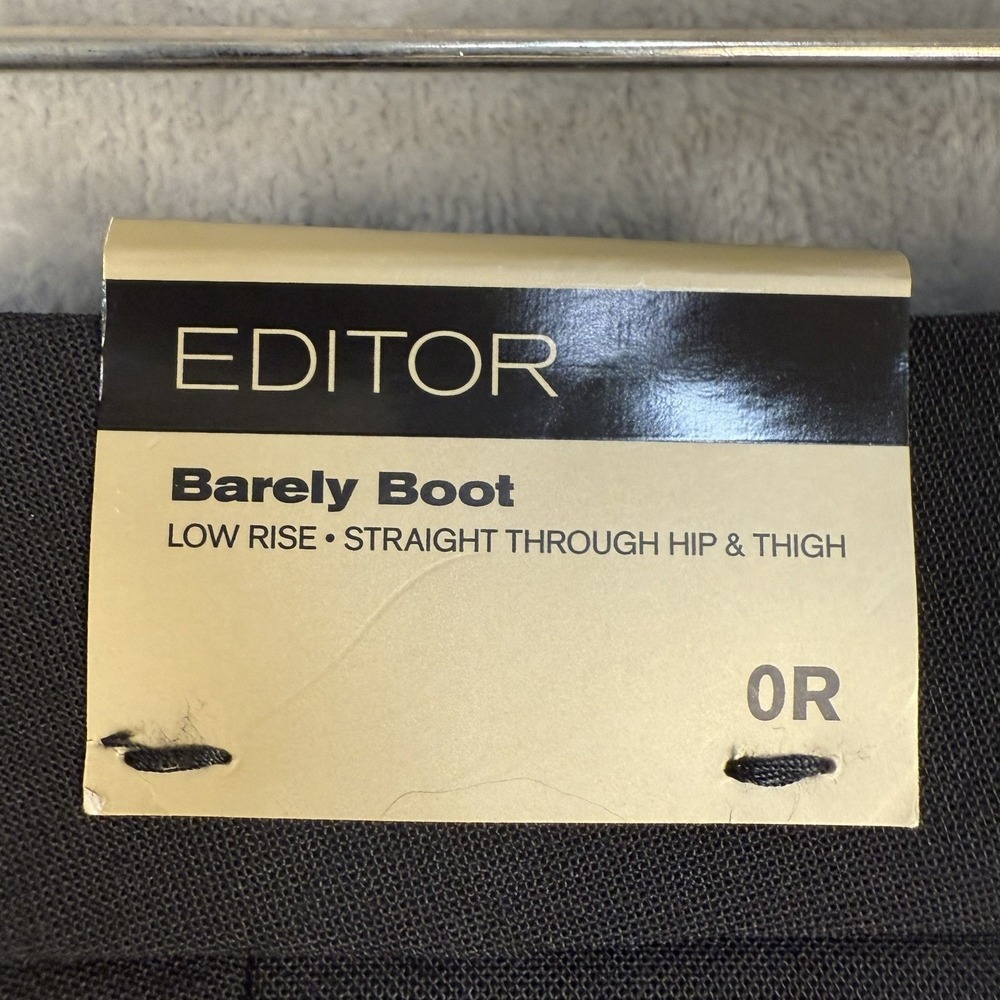 EDITOR
Barely Boot
LOW RISE • STRAIGHT THROUGH HIP & THIGH
0R